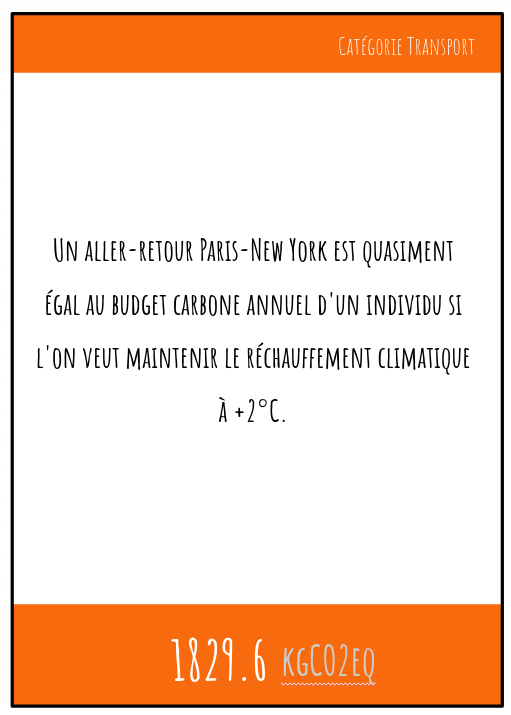 Catégorie Transport
Un aller-retour Paris-New York est quasiment
égal au budget carbone annuel d'un individu si
l'on veut maintenir le réchauffement climatique
à +2°C.
1829.6 kgCO2eq